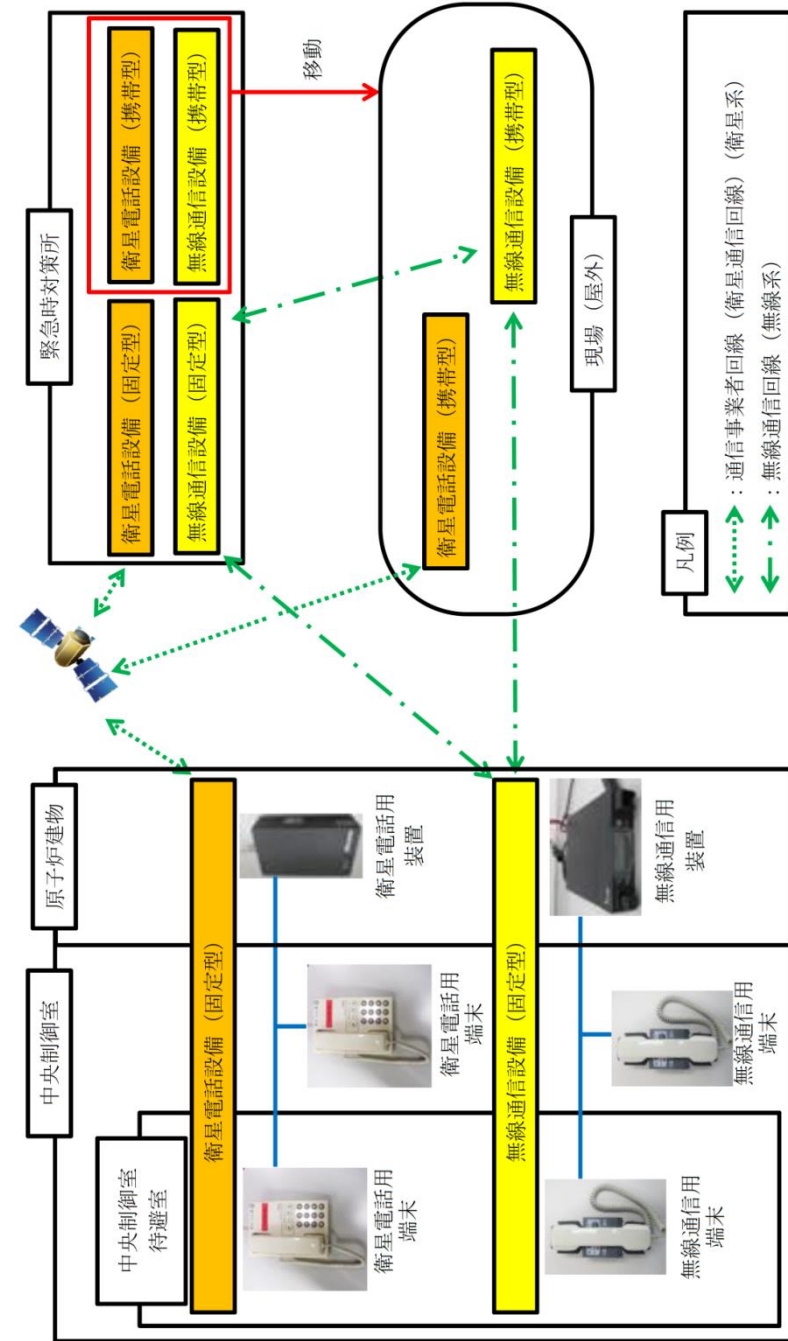 中央制御室
原子炉建物
中央制御室
待避室
衛星電話設備（固定型）
衛星電話用
端末
衛星電話用
端末
衛星電話用
装置
無線通信設備（固定型）
無線通信用
端末
無線通信用
端末
無線通信用
装置
緊急時対策所
衛星電話設備（固定型）
衛星電話設備（携帯型）
無線通信設備（固定型）
無線通信設備（携帯型）
移動
衛星電話設備（携帯型）
無線通信設備（携帯型）
現場（屋外）
凡例
：通信事業者回線（衛星通信回線）（衛星系）
：無線通信回線（無線系）